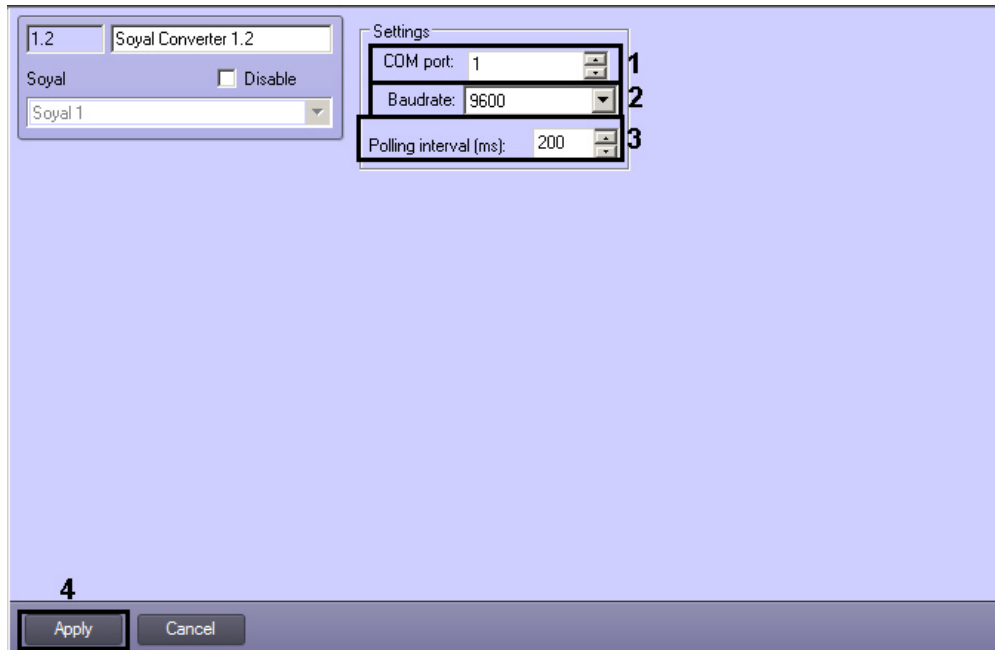 1.2 Soyal Converter 1.2
Soyal Disable
Soyal 1
Settings
COM port: 1 1
Baudrate: 9600 2
Polling interval (ms): 200 3
4
Apply Cancel